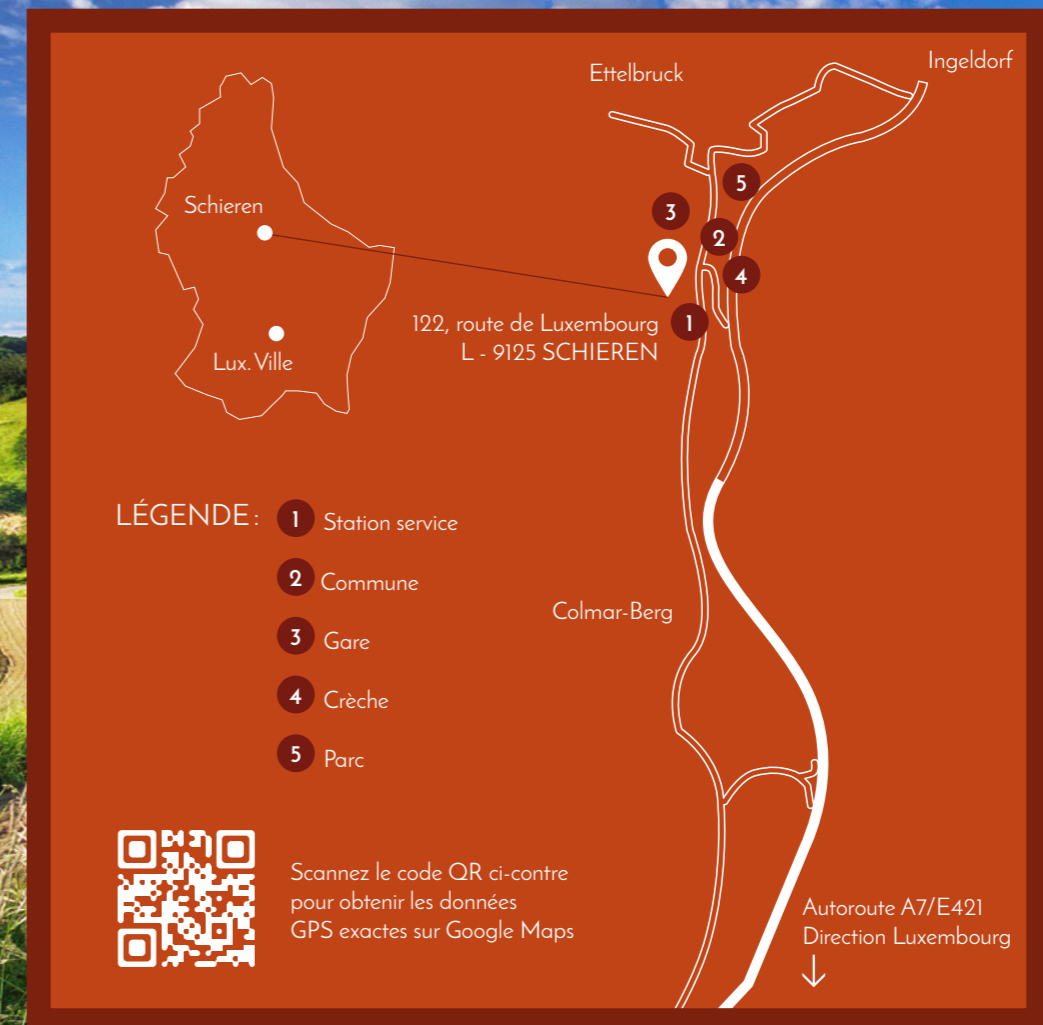 Ettelbruck
Ingeldorf
Schieren
Lux. Ville
5
3
2
4
1
122, route de Luxembourg
L - 9125 SCHIEREN
LÉGENDE :
1 Station service
2 Commune
3 Gare
4 Crèche
5 Parc
Colmar-Berg
Scannez le code QR ci-contre
pour obtenir les données
GPS exactes sur Google Maps
Autoroute A7/E421
Direction Luxembourg